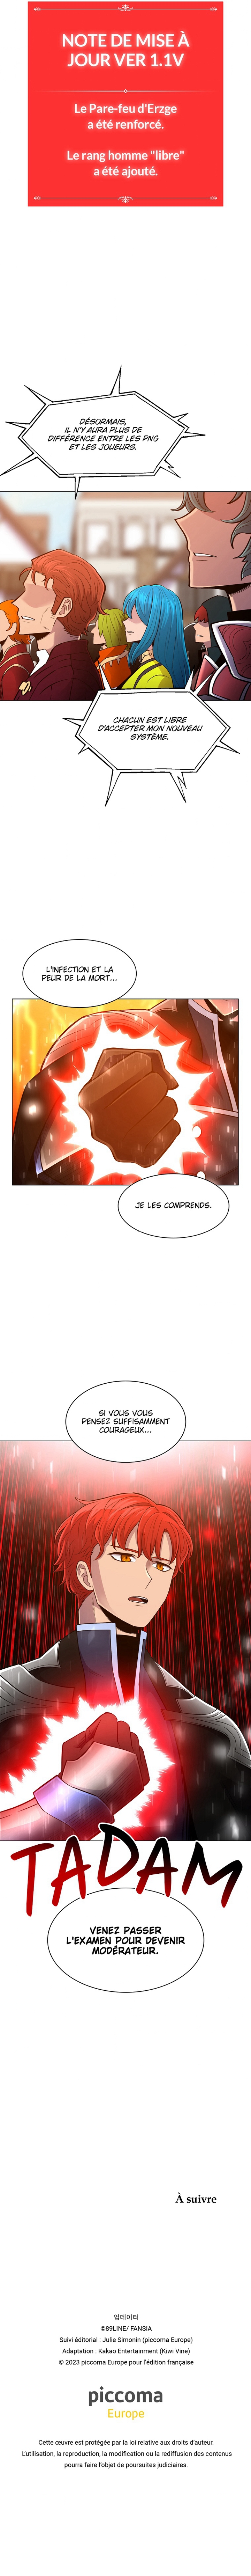 NOTE DE MISE À
JOUR VER 1.1V
Le Pare-feu d'Erzge
a été renforcé.
Le rang homme "libre"
a été ajouté.
DÉSORMAIS,
IL N'Y AURA PLUS DE
DIFFÉRENCE ENTRE LES PNG
ET LES JOUEURS.
CHACUN EST LIBRE
D'ACCEPTER MON NOUVEAU
SYSTÈME.
L'INFECTION ET LA
PEUR DE LA MORT...
JE LES COMPRENDS.
SI VOUS VOUS
PENSEZ SUFFISAMMENT
COURAGEUX...
TADAM
VENEZ PASSER
L'EXAMEN POUR DEVENIR
MODÉRATEUR.
À suivre
업데이터
©89LINE/ FANSIA
Suivi éditorial : Julie Simonin (piccoma Europe)
Adaptation : Kakao Entertainment (Kiwi Vine)
© 2023 piccoma Europe pour l'édition française
piccoma
Europe
Cette œuvre est protégée par la loi relative aux droits d'auteur.
L'utilisation, la reproduction, la modification ou la rediffusion des contenus
pourra faire l'objet de poursuites judiciaires.